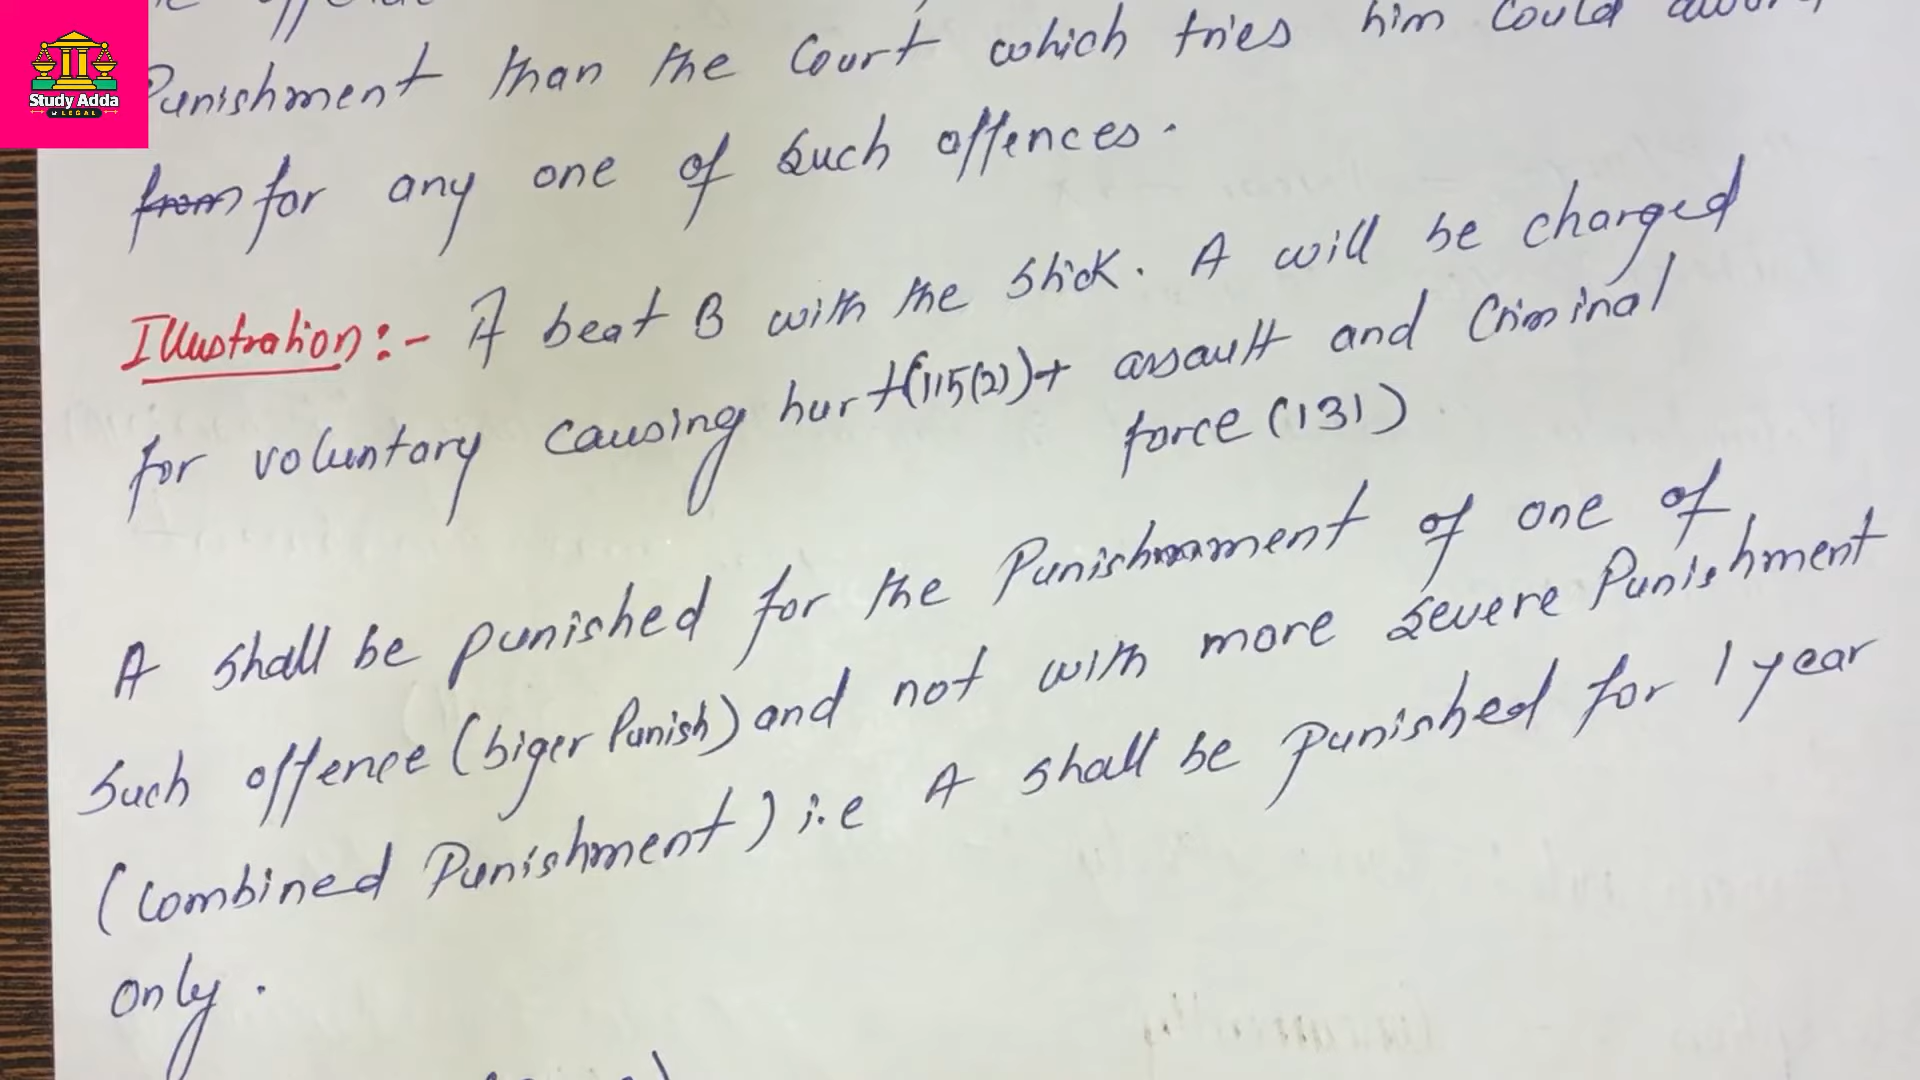 Study Adda
LEGAL
Punishment than the Court which tries him could
from for any one of such offences.
Illustration:- A beat B with the stick. A will be charged
for voluntary causing hurt (115(2)) + assault and Criminal
force (131)
A shall be punished for the Punishment of one of
Such offence (biger Punish) and not with more severe Punishment
(Combined Punishment) i.e A shall be punished for 1 year
only.